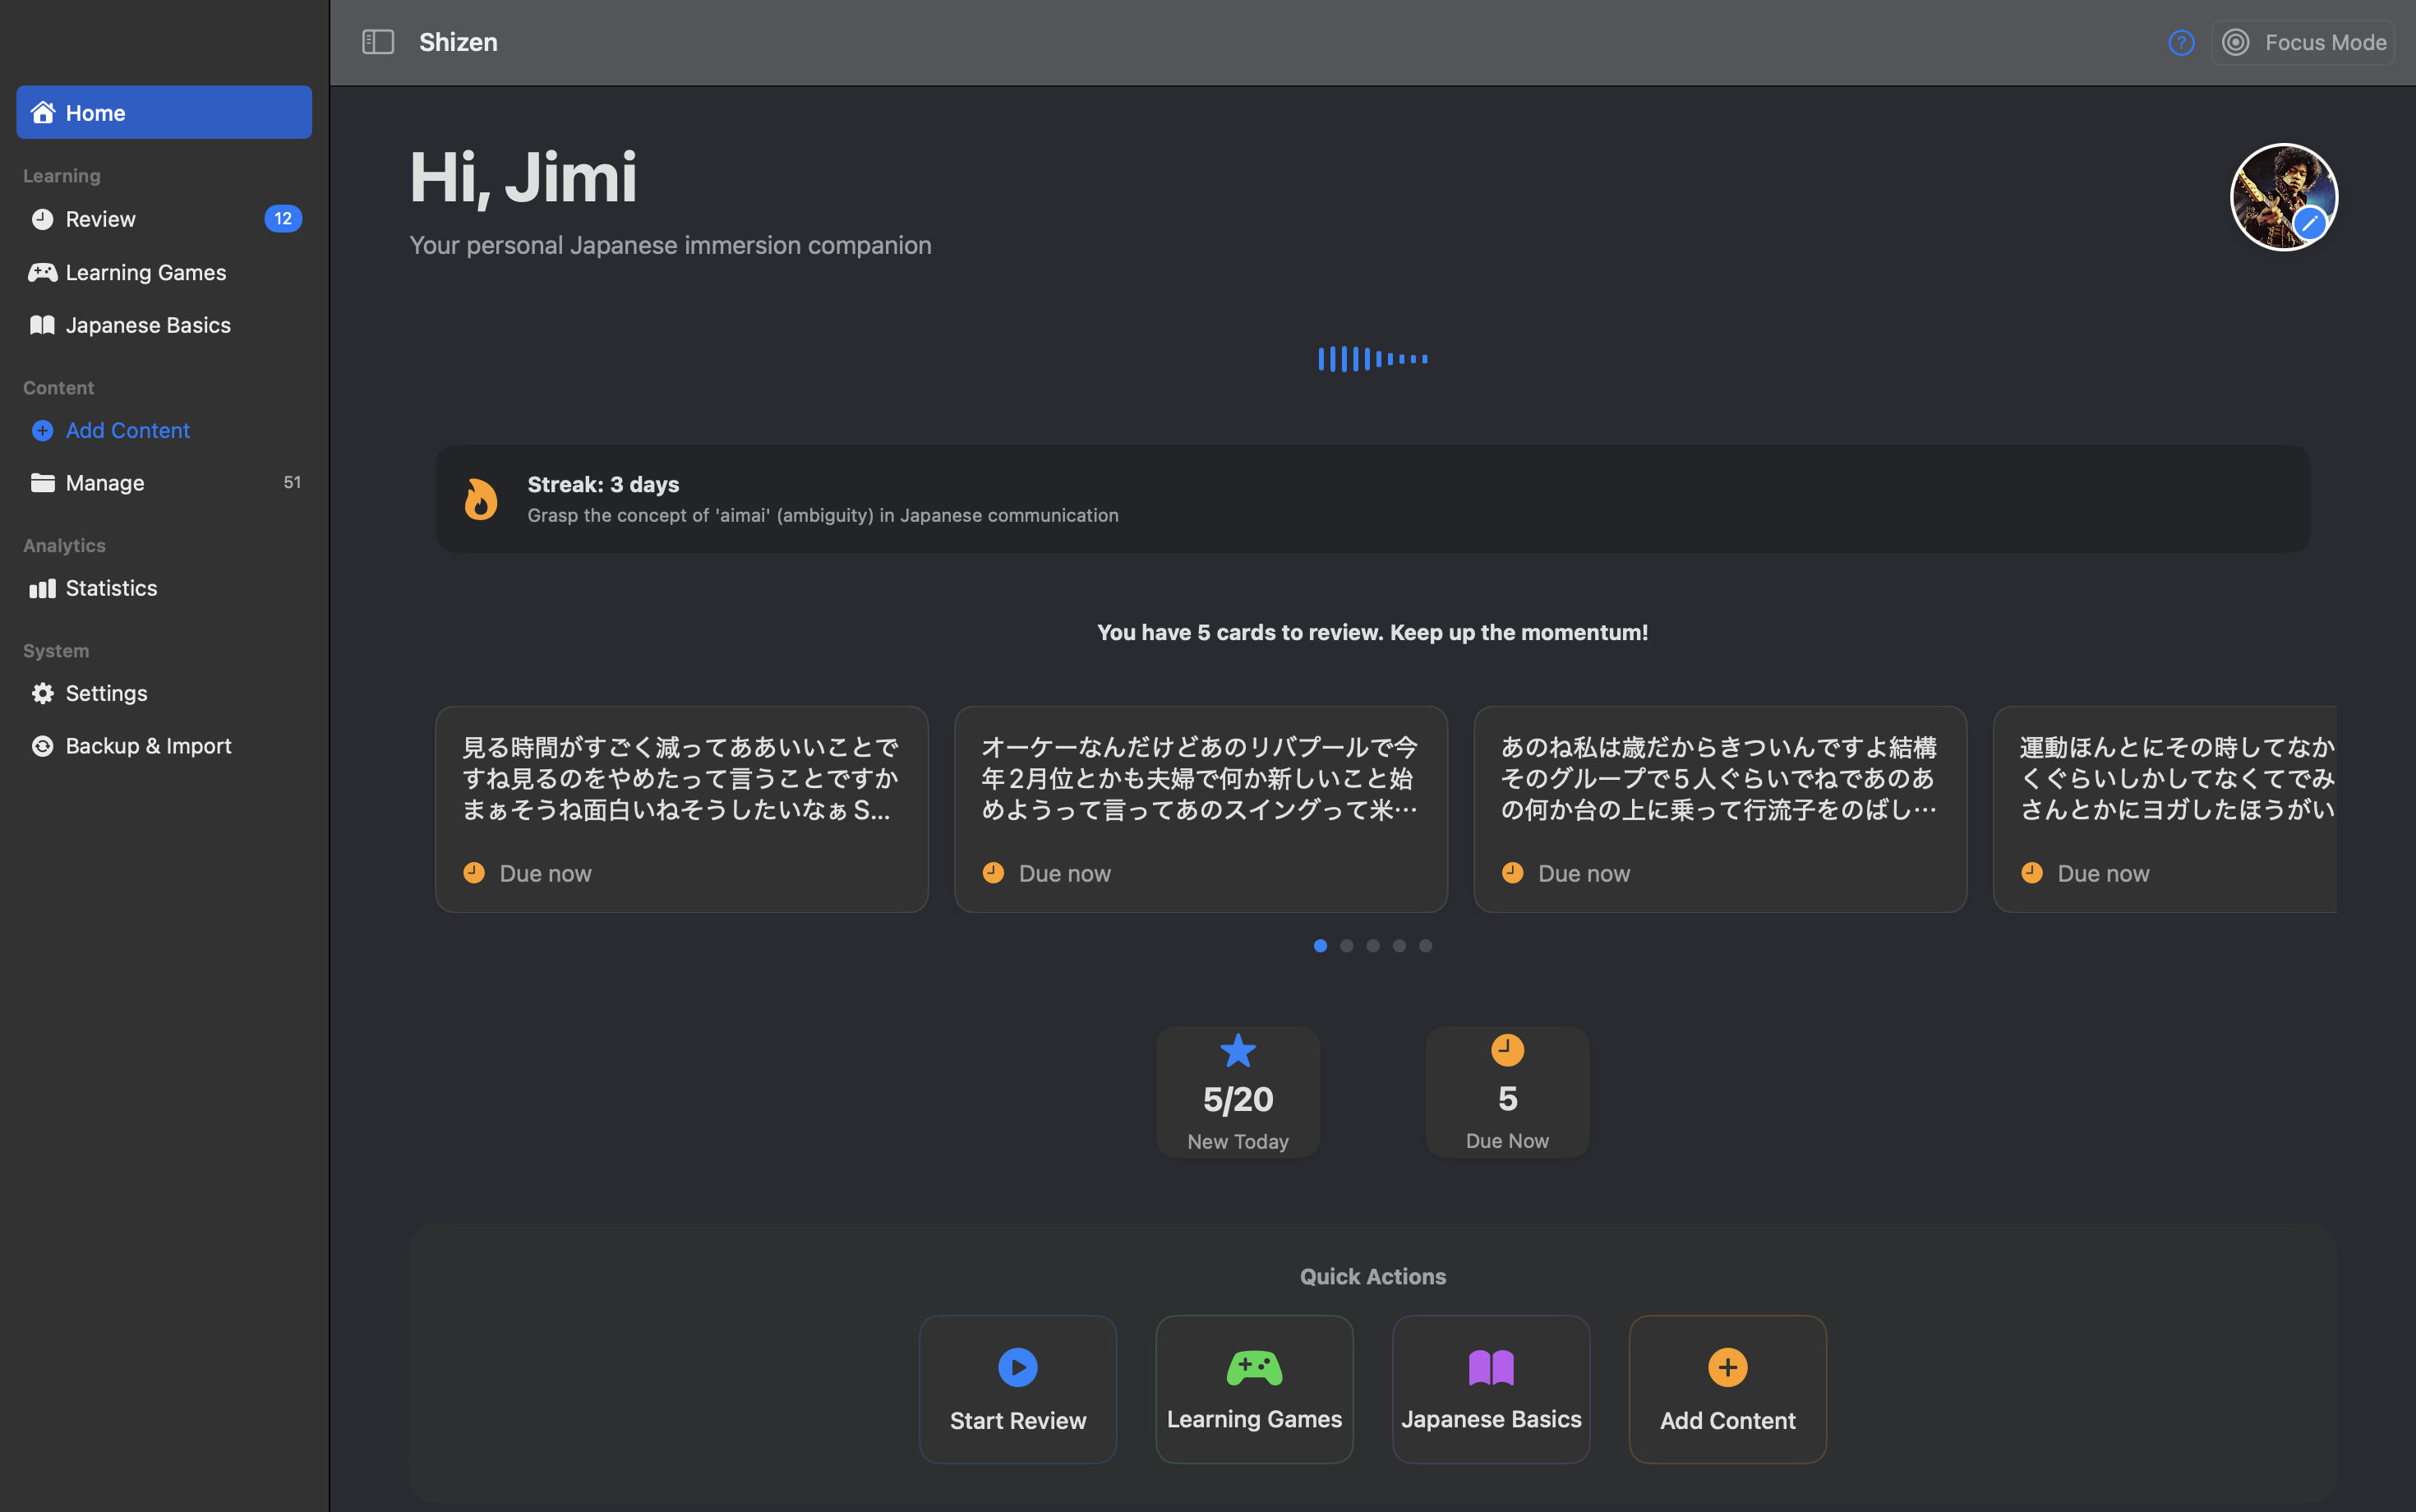 Shizen
Focus Mode
Home
Learning
Review
12
Learning Games
Japanese Basics
Content
Add Content
Manage
51
Analytics
Statistics
System
Settings
Backup & Import
Hi, Jimi
Your personal Japanese immersion companion
Streak: 3 days
Grasp the concept of 'aimai' (ambiguity) in Japanese communication
You have 5 cards to review. Keep up the momentum!
見る時間がすごく減ってああいいことで
すね見るのをやめたって言うことですか
まぁそうね面白いねそうしたいなぁS...
Due now
オーケーなんだけどあのリバプールで今
年2月位とかも夫婦で何か新しいこと始
めようって言ってあのスイングって米…
Due now
あのね私は歳だからきついんですよ結構
そのグループで5人ぐらいでねであのあ
の何か台の上に乗って行流子をのばし…
Due now
運動ほんとにその時してなか
くぐらいしかしてなくてでみ
さんとかにヨガしたほうがい
Due now
5/20
New Today
5
Due Now
Quick Actions
Start Review
Learning Games
Japanese Basics
Add Content